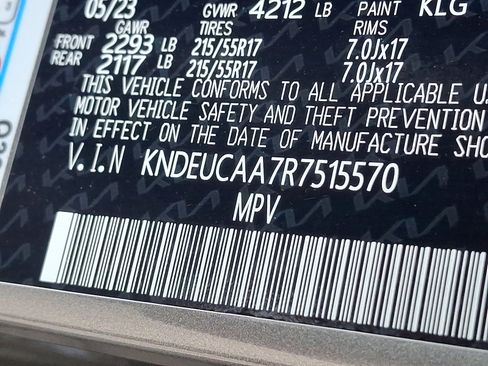 05/23 GVWR 4212 LB PAINT KLG
GAWR TIRES RIMS
FRONT 2293 LB 215/55R17 7.0Jx17
REAR 2117 LB 215/55R17 7.0Jx17
THIS VEHICLE CONFORMS TO ALL APPLICABLE U.
MOTOR VEHICLE SAFETY AND THEFT PREVENTION
IN EFFECT ON THE DATE OF MANUFACTURE SHO
V.I.N KNDEUCAA7R7515570
MPV